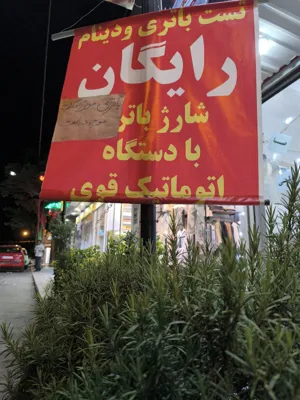 تست باتری ودینام
رایگان
شارژ باتر
با دستگاه
اتوماتیک قوی